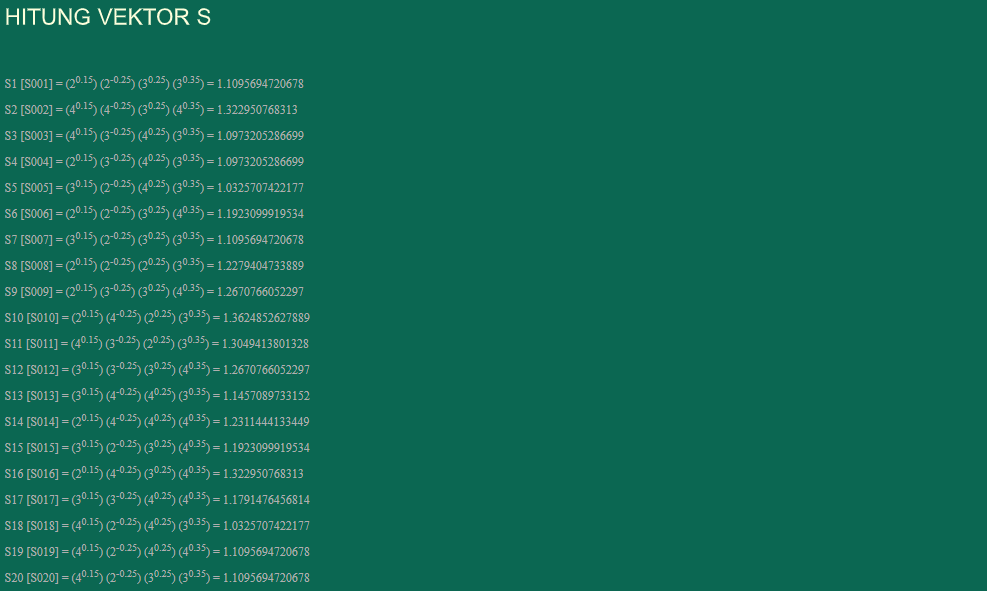 HITUNG VEKTOR S
S1 [S001] = (2^0.15) (2^-0.25) (3^0.25) (3^0.35) = 1.1095694720678
S2 [S002] = (4^0.15) (4^-0.25) (3^0.25) (4^0.35) = 1.322950768313
S3 [S003] = (4^0.15) (3^-0.25) (4^0.25) (3^0.35) = 1.0973205286699
S4 [S004] = (2^0.15) (3^-0.25) (4^0.25) (3^0.35) = 1.0973205286699
S5 [S005] = (3^0.15) (2^-0.25) (4^0.25) (3^0.35) = 1.0325707422177
S6 [S006] = (2^0.15) (2^-0.25) (3^0.25) (4^0.35) = 1.1923099919534
S7 [S007] = (3^0.15) (2^-0.25) (3^0.25) (3^0.35) = 1.1095694720678
S8 [S008] = (2^0.15) (2^-0.25) (2^0.25) (3^0.35) = 1.2279404733889
S9 [S009] = (2^0.15) (3^-0.25) (3^0.25) (4^0.35) = 1.2670766052297
S10 [S010] = (2^0.15) (4^-0.25) (2^0.25) (3^0.35) = 1.3624852627889
S11 [S011] = (4^0.15) (3^-0.25) (2^0.25) (3^0.35) = 1.3049413801328
S12 [S012] = (3^0.15) (3^-0.25) (3^0.25) (4^0.35) = 1.2670766052297
S13 [S013] = (3^0.15) (4^-0.25) (4^0.25) (3^0.35) = 1.1457089733152
S14 [S014] = (2^0.15) (4^-0.25) (4^0.25) (4^0.35) = 1.2311444133449
S15 [S015] = (3^0.15) (2^-0.25) (3^0.25) (4^0.35) = 1.1923099919534
S16 [S016] = (2^0.15) (4^-0.25) (3^0.25) (4^0.35) = 1.322950768313
S17 [S017] = (3^0.15) (3^-0.25) (4^0.25) (4^0.35) = 1.1791476456814
S18 [S018] = (4^0.15) (2^-0.25) (4^0.25) (3^0.35) = 1.0325707422177
S19 [S019] = (4^0.15) (2^-0.25) (4^0.25) (4^0.35) = 1.1095694720678
S20 [S020] = (4^0.15) (2^-0.25) (3^0.25) (3^0.35) = 1.1095694720678